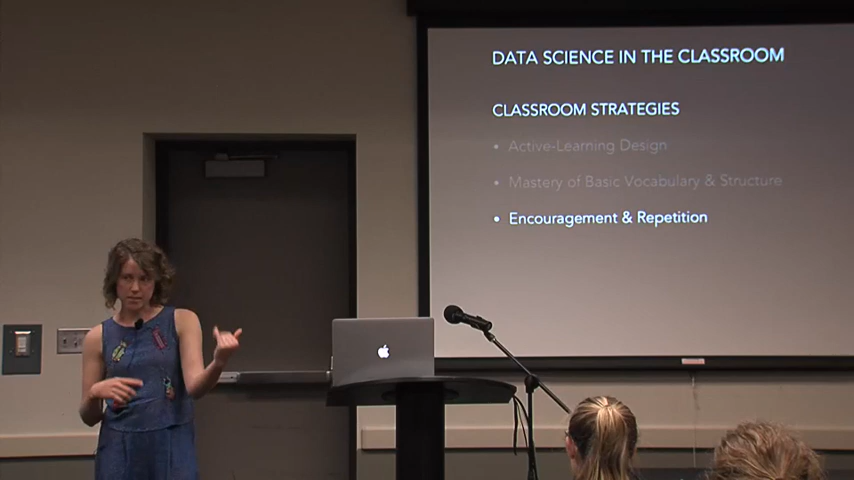 DATA SCIENCE IN THE CLASSROOM
CLASSROOM STRATEGIES
• Active-Learning Design
• Mastery of Basic Vocabulary & Structure
• Encouragement & Repetition